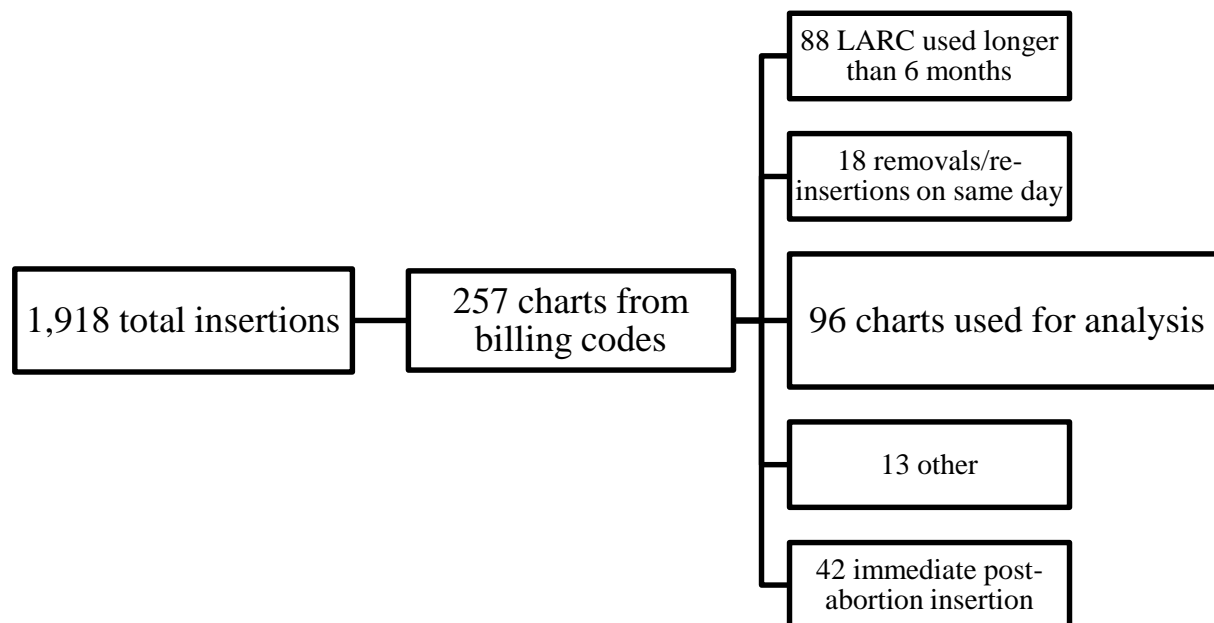 1,918 total insertions
257 charts from
billing codes
88 LARC used longer
than 6 months
18 removals/re-
insertions on same day
96 charts used for analysis
13 other
42 immediate post-
abortion insertion